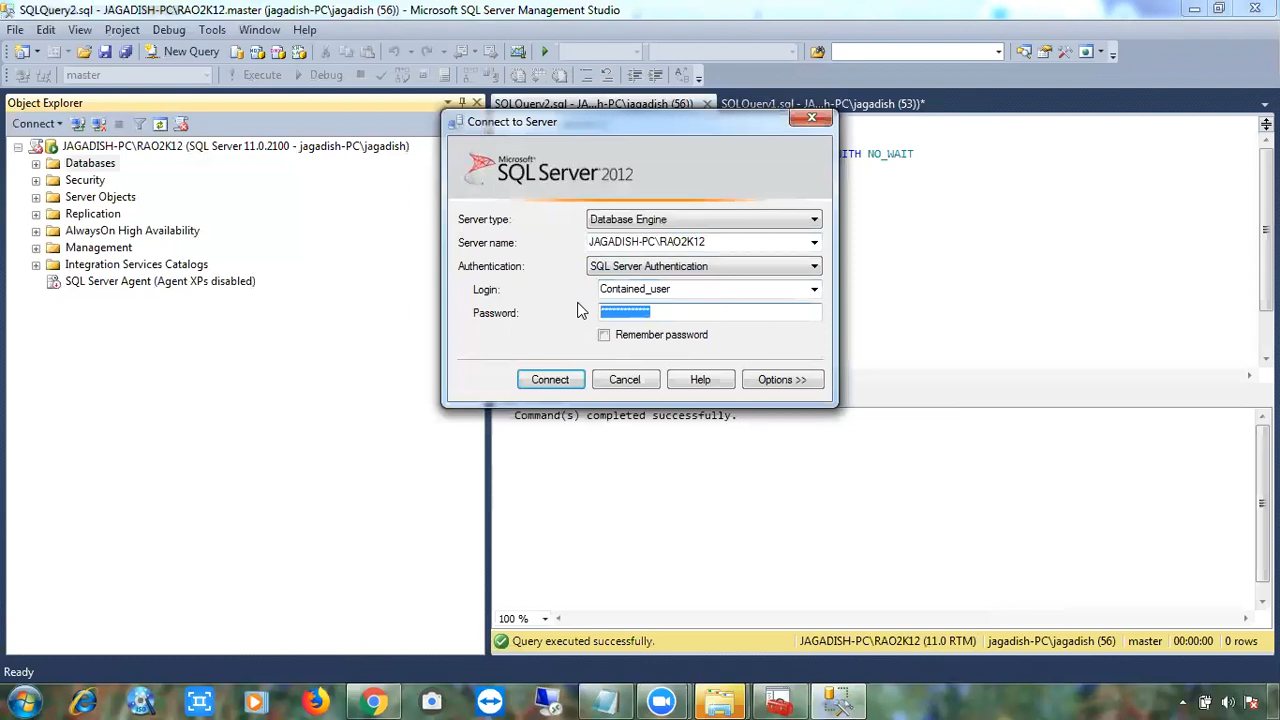 SQLQuery2.sql - JAGADISH-PC\RAO2K12.master (jagadish-PC\jagadish (56)) - Microsoft SQL Server Management Studio
File Edit View Project Debug Tools Window Help
New Query
master Execute Debug
Object Explorer
SQLQuery2.sql - JA...h-PC\jagadish (56)) SQLQuery1.sql - JA...h-PC\jagadish (53))*
Connect
JAGADISH-PC\RAO2K12 (SQL Server 11.0.2100 - jagadish-PC\jagadish)
Databases
Security
Server Objects
Replication
AlwaysOn High Availability
Management
Integration Services Catalogs
SQL Server Agent (Agent XPs disabled)
WITH NO_WAIT
Connect to Server
Microsoft
SQL Server 2012
Server type: Database Engine
Server name: JAGADISH-PC\RAO2K12
Authentication: SQL Server Authentication
Login: Contained_user
Password:
Remember password
Connect Cancel Help Options >>
Command(s) completed successfully.
100 %
Query executed successfully. JAGADISH-PC\RAO2K12 (11.0 RTM) jagadish-PC\jagadish (56) master 00:00:00 0 rows
Ready